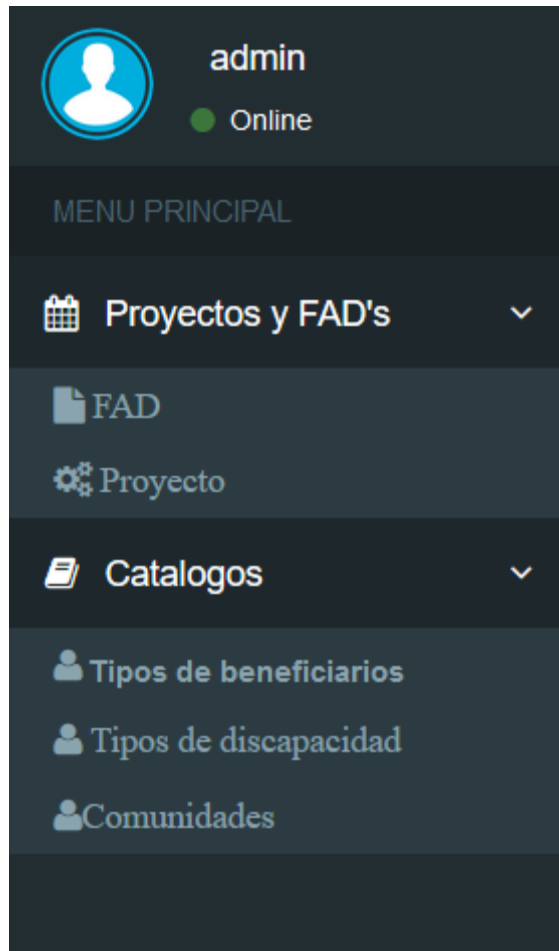 admin
Online
MENU PRINCIPAL
Proyectos y FAD's
FAD
Proyecto
Catalogos
Tipos de beneficiarios
Tipos de discapacidad
Comunidades